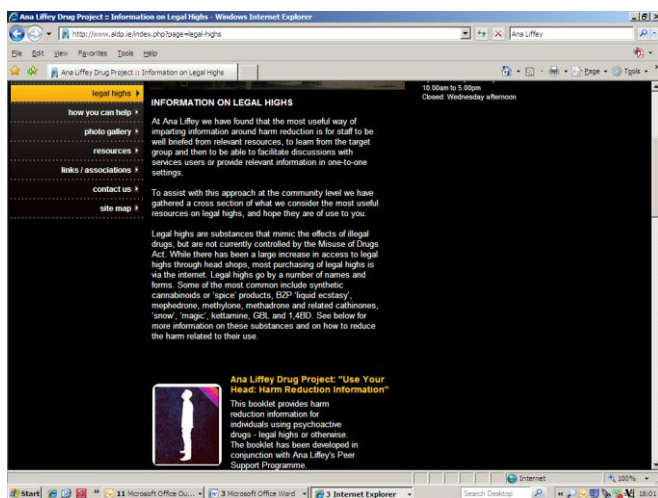 Ana Liffey Drug Project :: Information on Legal Highs - Windows Internet Explorer
http://www.aldp.ie/index.php?page=legal-highs
Ana Liffey
File Edit View Favorites Tools Help
Ana Liffey Drug Project :: Information on Legal Highs
Page Tools
legal highs
how you can help
photo gallery
resources
links / associations
contact us
site map
10.00am to 5.00pm
Closed: Wednesday afternoon
INFORMATION ON LEGAL HIGHS
At Ana Liffey we have found that the most useful way of
imparting information around harm reduction is for staff to be
well briefed from relevant resources, to learn from the target
group and then to be able to facilitate discussions with
services users or provide relevant information in one-to-one
settings.
To assist with this approach at the community level we have
gathered a cross section of what we consider the most useful
resources on legal highs, and hope they are of use to you.
Legal highs are substances that mimic the effects of illegal
drugs, but are not currently controlled by the Misuse of Drugs
Act. While there has been a large increase in access to legal
highs through head shops, most purchasing of legal highs is
via the internet. Legal highs go by a number of names and
forms. Some of the most common include synthetic
cannabinoids or 'spice' products, BZP 'liquid ecstasy',
mephedrone, methylone, methadrone and related cathinones,
'snow', 'magic', kettamine, GBL and 1,4BD. See below for
more information on these substances and on how to reduce
the harm related to their use.
Ana Liffey Drug Project: "Use Your
Head: Harm Reduction Information"
This booklet provides harm
reduction information for
individuals using psychoactive
drugs - legal highs or otherwise.
The booklet has been developed in
conjunction with Ana Liffey's Peer
Support Programme.
Internet 100%
Start 11 Microsoft Office Ou... 3 Microsoft Office Word 3 Internet Explorer Search Desktop 18:01